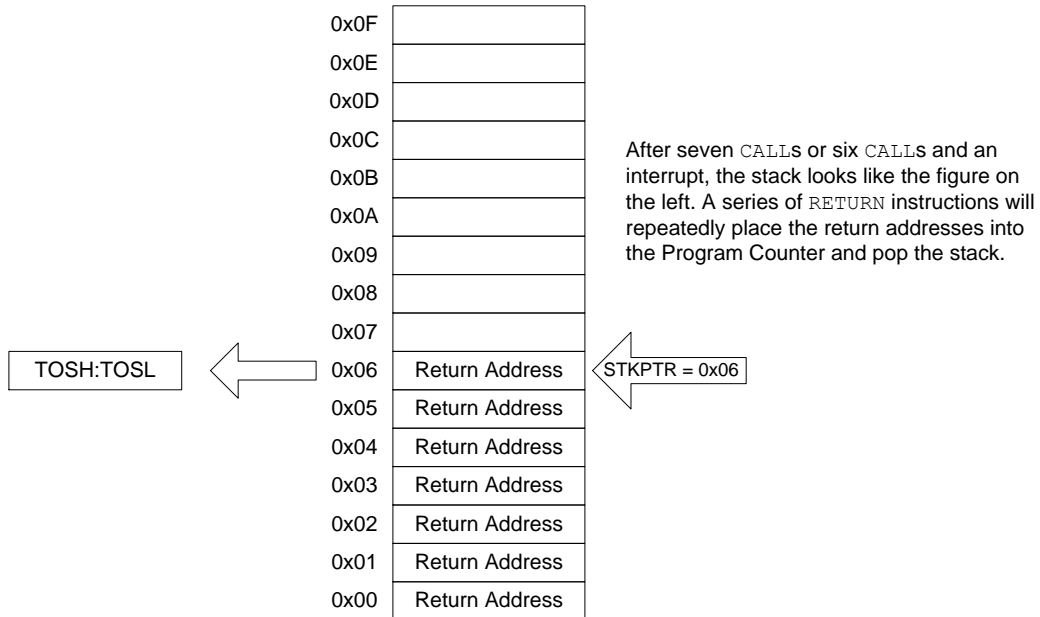 0x0F
0x0E
0x0D
0x0C
0x0B
0x0A
0x09
0x08
0x07
After seven CALLs or six CALLs and an
interrupt, the stack looks like the figure on
the left. A series of RETURN instructions will
repeatedly place the return addresses into
the Program Counter and pop the stack.
TOSH:TOSL
0x06 Return Address
STKPTR = 0x06
0x05 Return Address
0x04 Return Address
0x03 Return Address
0x02 Return Address
0x01 Return Address
0x00 Return Address